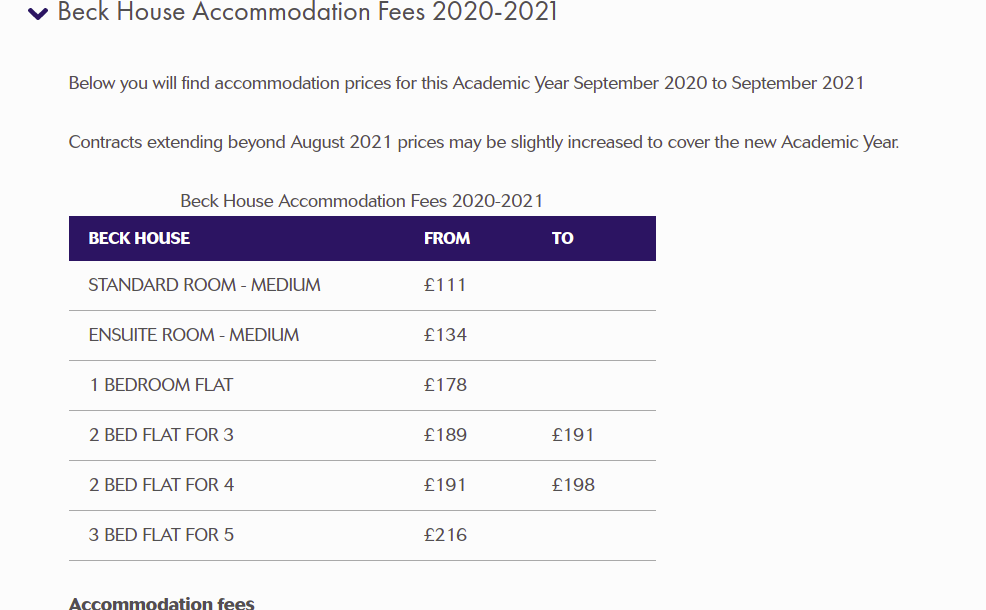 Beck House Accommodation Fees 2020-2021
Below you will find accommodation prices for this Academic Year September 2020 to September 2021
Contracts extending beyond August 2021 prices may be slightly increased to cover the new Academic Year.
Beck House Accommodation Fees 2020-2021
BECK HOUSE FROM TO
STANDARD ROOM - MEDIUM £111
ENSUITE ROOM - MEDIUM £134
1 BEDROOM FLAT £178
2 BED FLAT FOR 3 £189 £191
2 BED FLAT FOR 4 £191 £198
3 BED FLAT FOR 5 £216
Accommodation fees